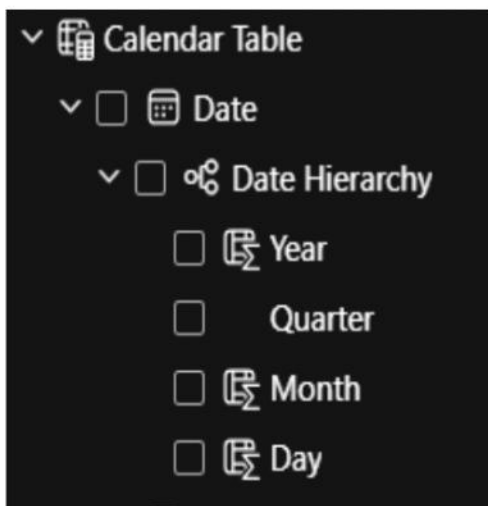 Calendar Table
Date
Date Hierarchy
Year
Quarter
Month
Day